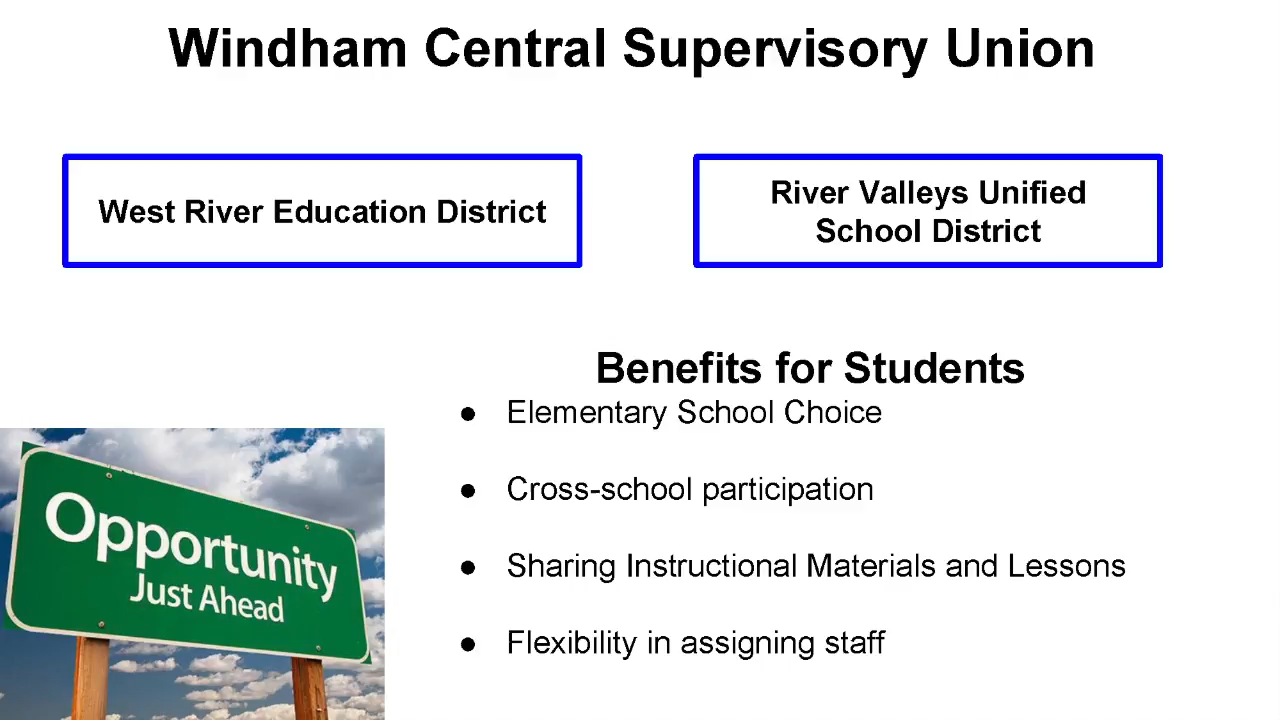 Windham Central Supervisory Union
West River Education District
River Valleys Unified
School District
Benefits for Students
● Elementary School Choice
● Cross-school participation
● Sharing Instructional Materials and Lessons
● Flexibility in assigning staff
Opportunity
Just Ahead